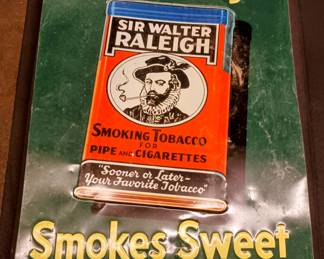 SIR WALTER
RALEIGH
SMOKING TOBACCO
FOR
PIPE AND CIGARETTES
"Sooner or Later-
Your Favorite Tobacco"
Smokes Sweet